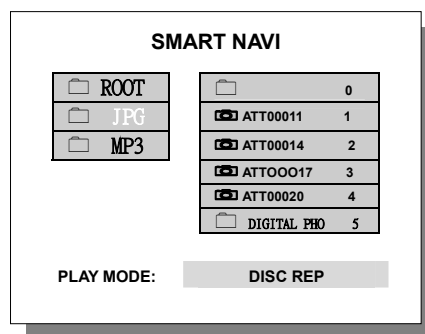 SMART NAVI
ROOT
JPG
MP3
0
ATT00011 1
ATT00014 2
ATTOOO17 3
ATT00020 4
DIGITAL PHO 5
PLAY MODE: DISC REP